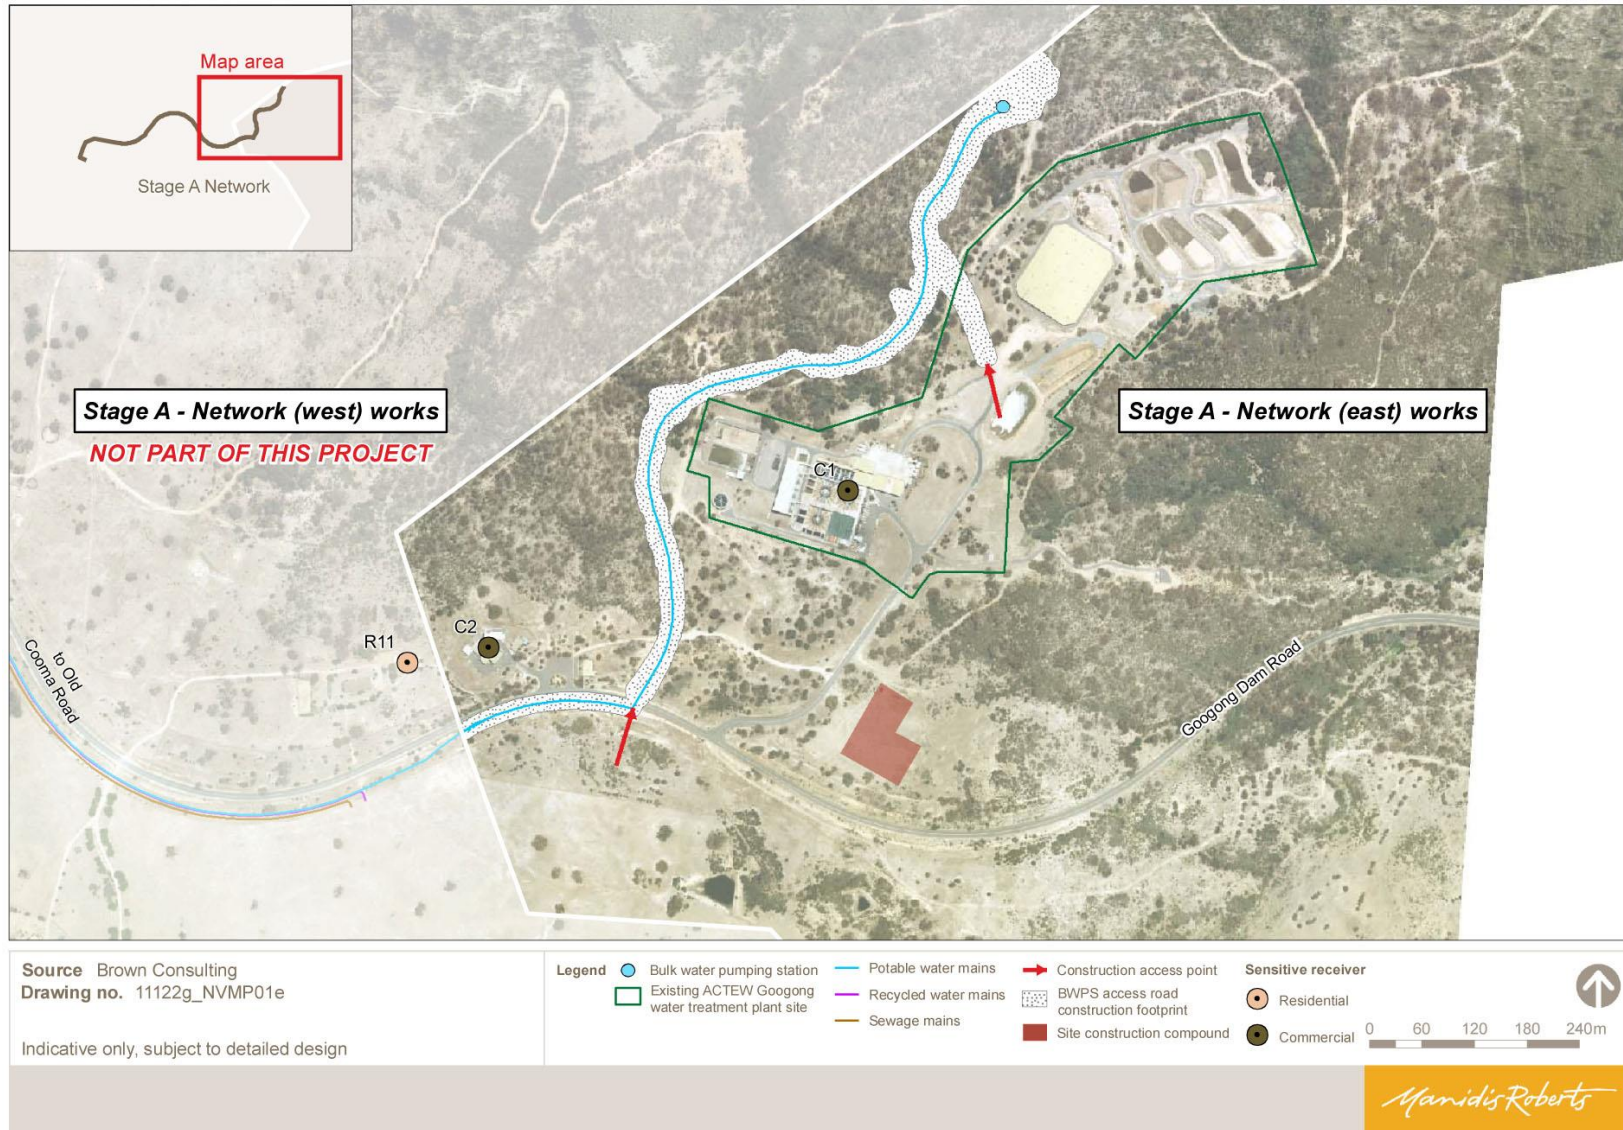 Map area
Stage A Network
Stage A - Network (west) works
NOT PART OF THIS PROJECT
Stage A - Network (east) works
C1
C2
R11
to Old
Cooma Road
Googong Dam Road
Source Brown Consulting
Drawing no. 11122g_NVMP01e
Indicative only, subject to detailed design
Legend
Bulk water pumping station
Existing ACTEW Googong
water treatment plant site
Potable water mains
Recycled water mains
Sewage mains
Construction access point
BWPS access road
construction footprint
Site construction compound
Sensitive receiver
Residential
Commercial
0 60 120 180 240m
Manidis Roberts